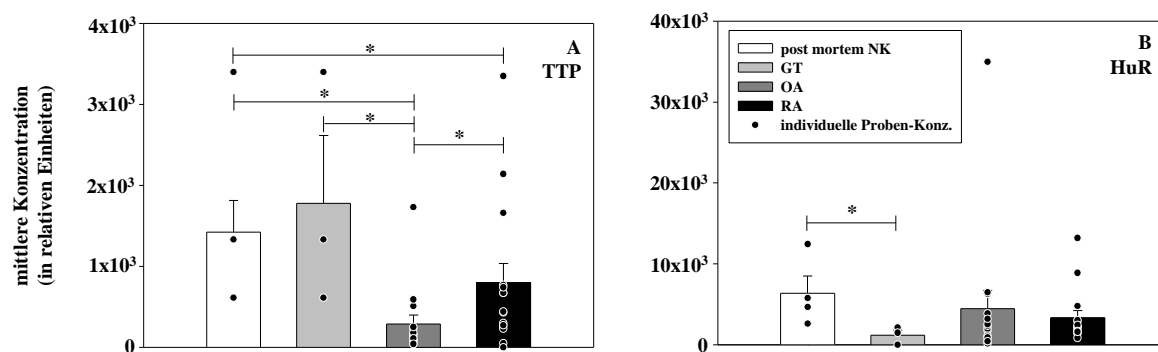 mittlere Konzentration
(in relativen Einheiten)
4x10³
3x10³
2x10³
1x10³
0
A
TTP
*
*
*
*
40x10³
30x10³
20x10³
10x10³
0
B
HuR
post mortem NK
GT
OA
RA
individuelle Proben-Konz.
*